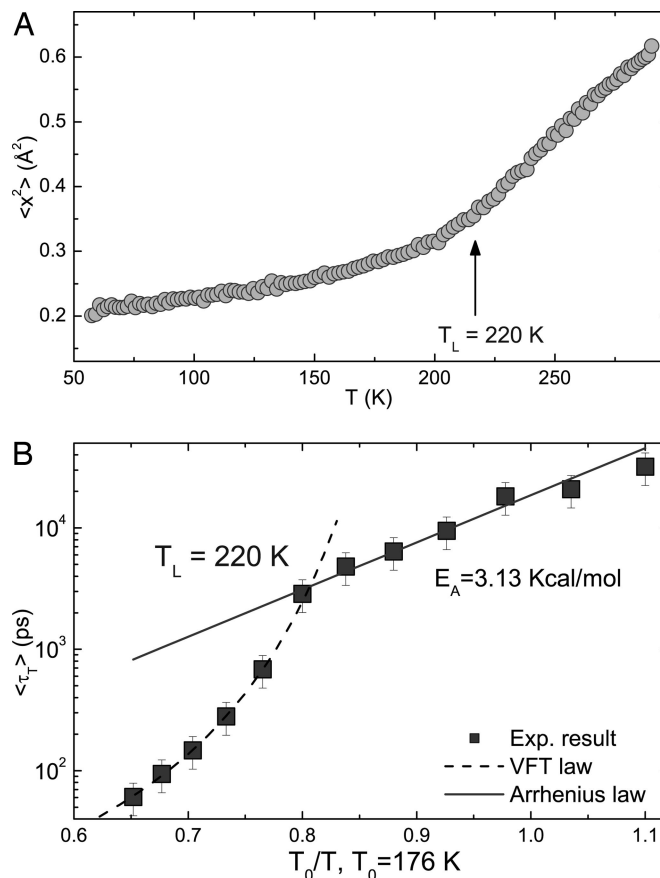 A
0.6
0.5
0.4
0.3
0.2
<x²> (Å²)
T_L = 220 K
50 100 150 200 250
T (K)
B
10⁴
10³
10²
<τ_T> (ps)
T_L = 220 K
E_A=3.13 Kcal/mol
Exp. result
VFT law
Arrhenius law
0.6 0.7 0.8 0.9 1.0 1.1
T₀/T, T₀=176 K